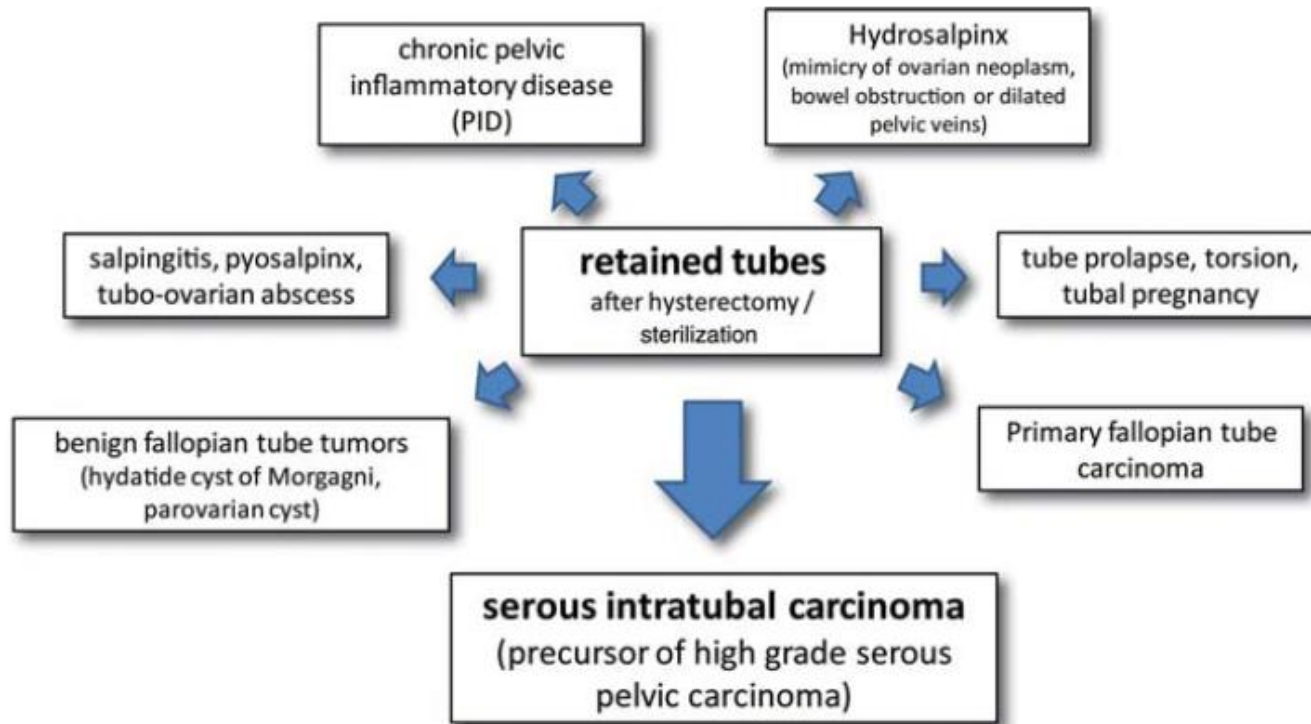 chronic pelvic
inflammatory disease
(PID)
Hydrosalpinx
(mimicry of ovarian neoplasm,
bowel obstruction or dilated
pelvic veins)
salpingitis, pyosalpinx,
tubo-ovarian abscess
retained tubes
after hysterectomy /
sterilization
tube prolapse, torsion,
tubal pregnancy
benign fallopian tube tumors
(hydatide cyst of Morgagni,
parovarian cyst)
Primary fallopian tube
carcinoma
serous intratubal carcinoma
(precursor of high grade serous
pelvic carcinoma)